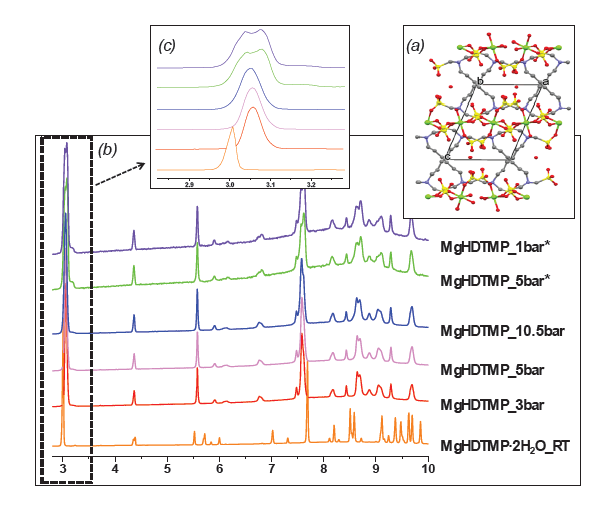 (c)
2.9 3.0 3.1 3.2
(a)
b a
c
(b)
MgHDTMP_1bar*
MgHDTMP_5bar*
MgHDTMP_10.5bar
MgHDTMP_5bar
MgHDTMP_3bar
MgHDTMP·2H₂O_RT
3 4 5 6 7 8 9 10